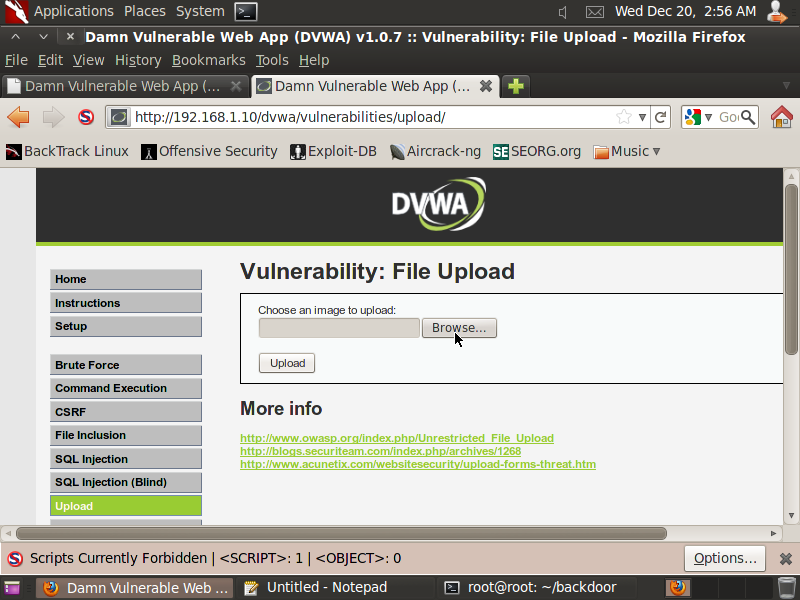 Applications Places System Wed Dec 20, 2:56 AM
Damn Vulnerable Web App (DVWA) v1.0.7 :: Vulnerability: File Upload - Mozilla Firefox
File Edit View History Bookmarks Tools Help
Damn Vulnerable Web App (... Damn Vulnerable Web App (...
http://192.168.1.10/dvwa/vulnerabilities/upload/ Goo
BackTrack Linux Offensive Security Exploit-DB Aircrack-ng SE SEORG.org Music
DVWA
Vulnerability: File Upload
Home
Instructions
Setup
Brute Force
Command Execution
CSRF
File Inclusion
SQL Injection
SQL Injection (Blind)
Upload
Choose an image to upload:
Browse...
Upload
More info
http://www.owasp.org/index.php/Unrestricted_File_Upload
http://blogs.securiteam.com/index.php/archives/1268
http://www.acunetix.com/websitesecurity/upload-forms-threat.htm
Scripts Currently Forbidden | <SCRIPT>: 1 | <OBJECT>: 0 Options...
Damn Vulnerable Web ... Untitled - Notepad root@root: ~/backdoor